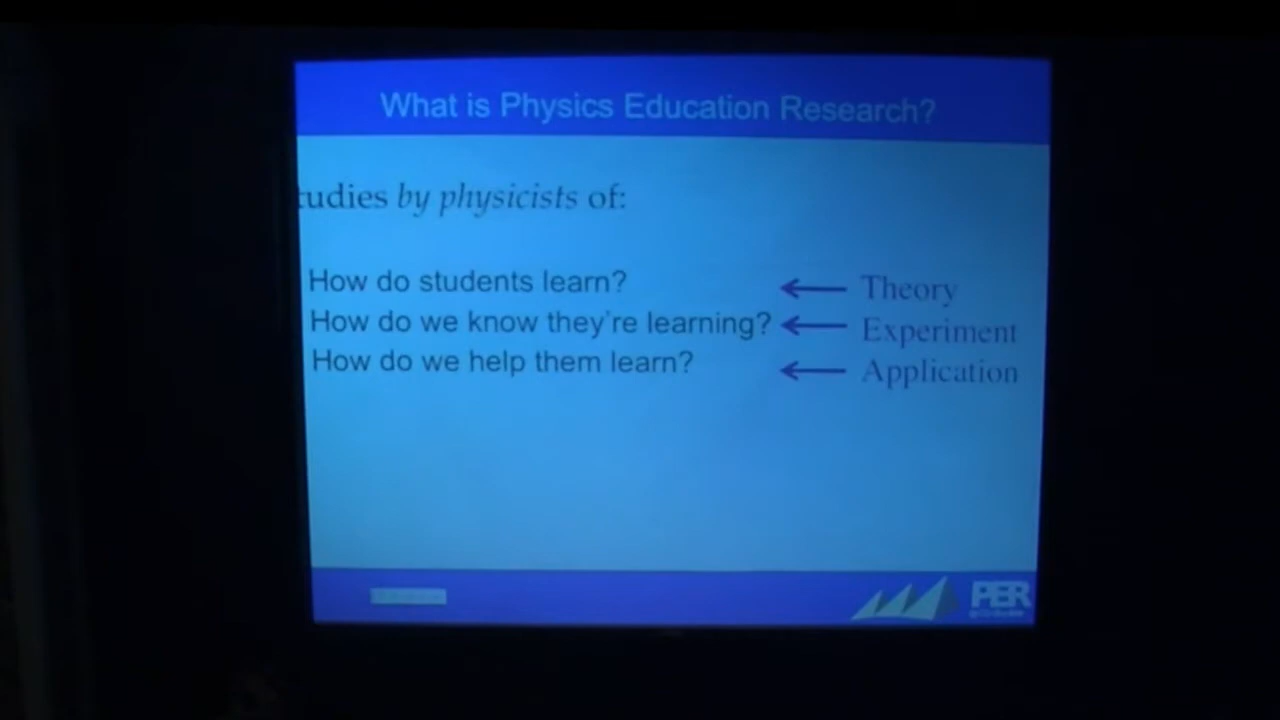 What is Physics Education Research?
tudies by physicists of:
How do students learn? ← Theory
How do we know they're learning? ← Experiment
How do we help them learn? ← Application
PER